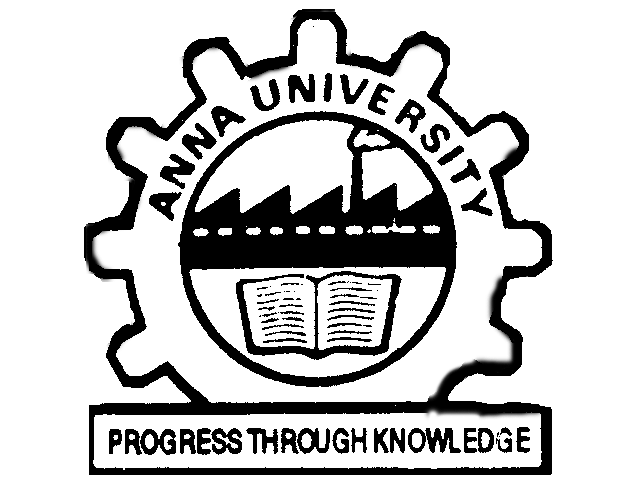 ANNA UNIVERSITY
PROGRESS THROUGH KNOWLEDGE